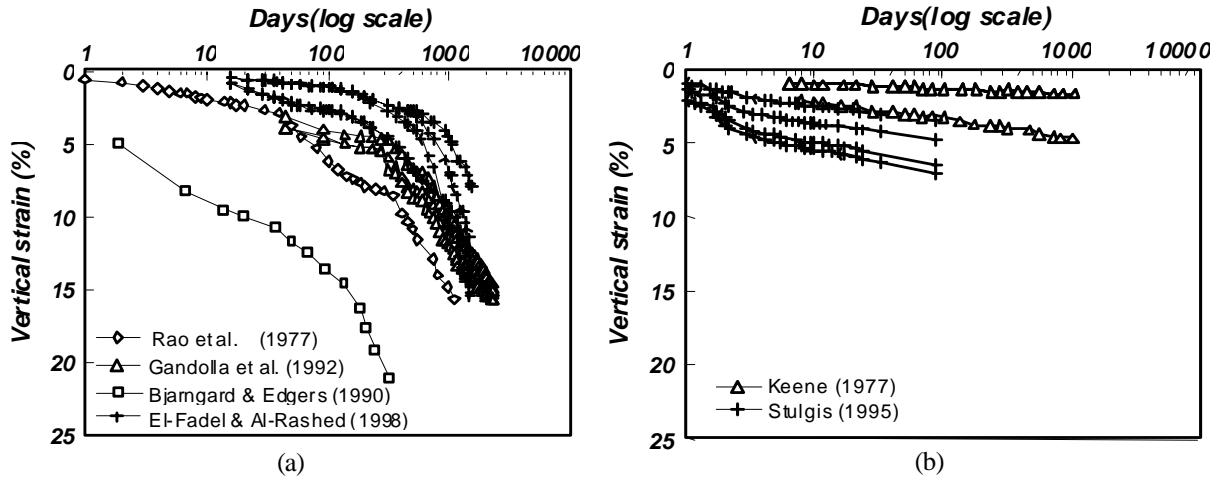 Days(log scale)
1 10 100 1000 10000
0
5
10
15
20
25
Vertical strain (%)
Rao et al. (1977)
Gandolla et al. (1992)
Bjarngard & Edgers (1990)
El-Fadel & Al-Rashed (1998)
(a)
Days(log scale)
1 10 100 1000 10000
0
5
10
15
20
25
Vertical strain (%)
Keene (1977)
Stulgis (1995)
(b)